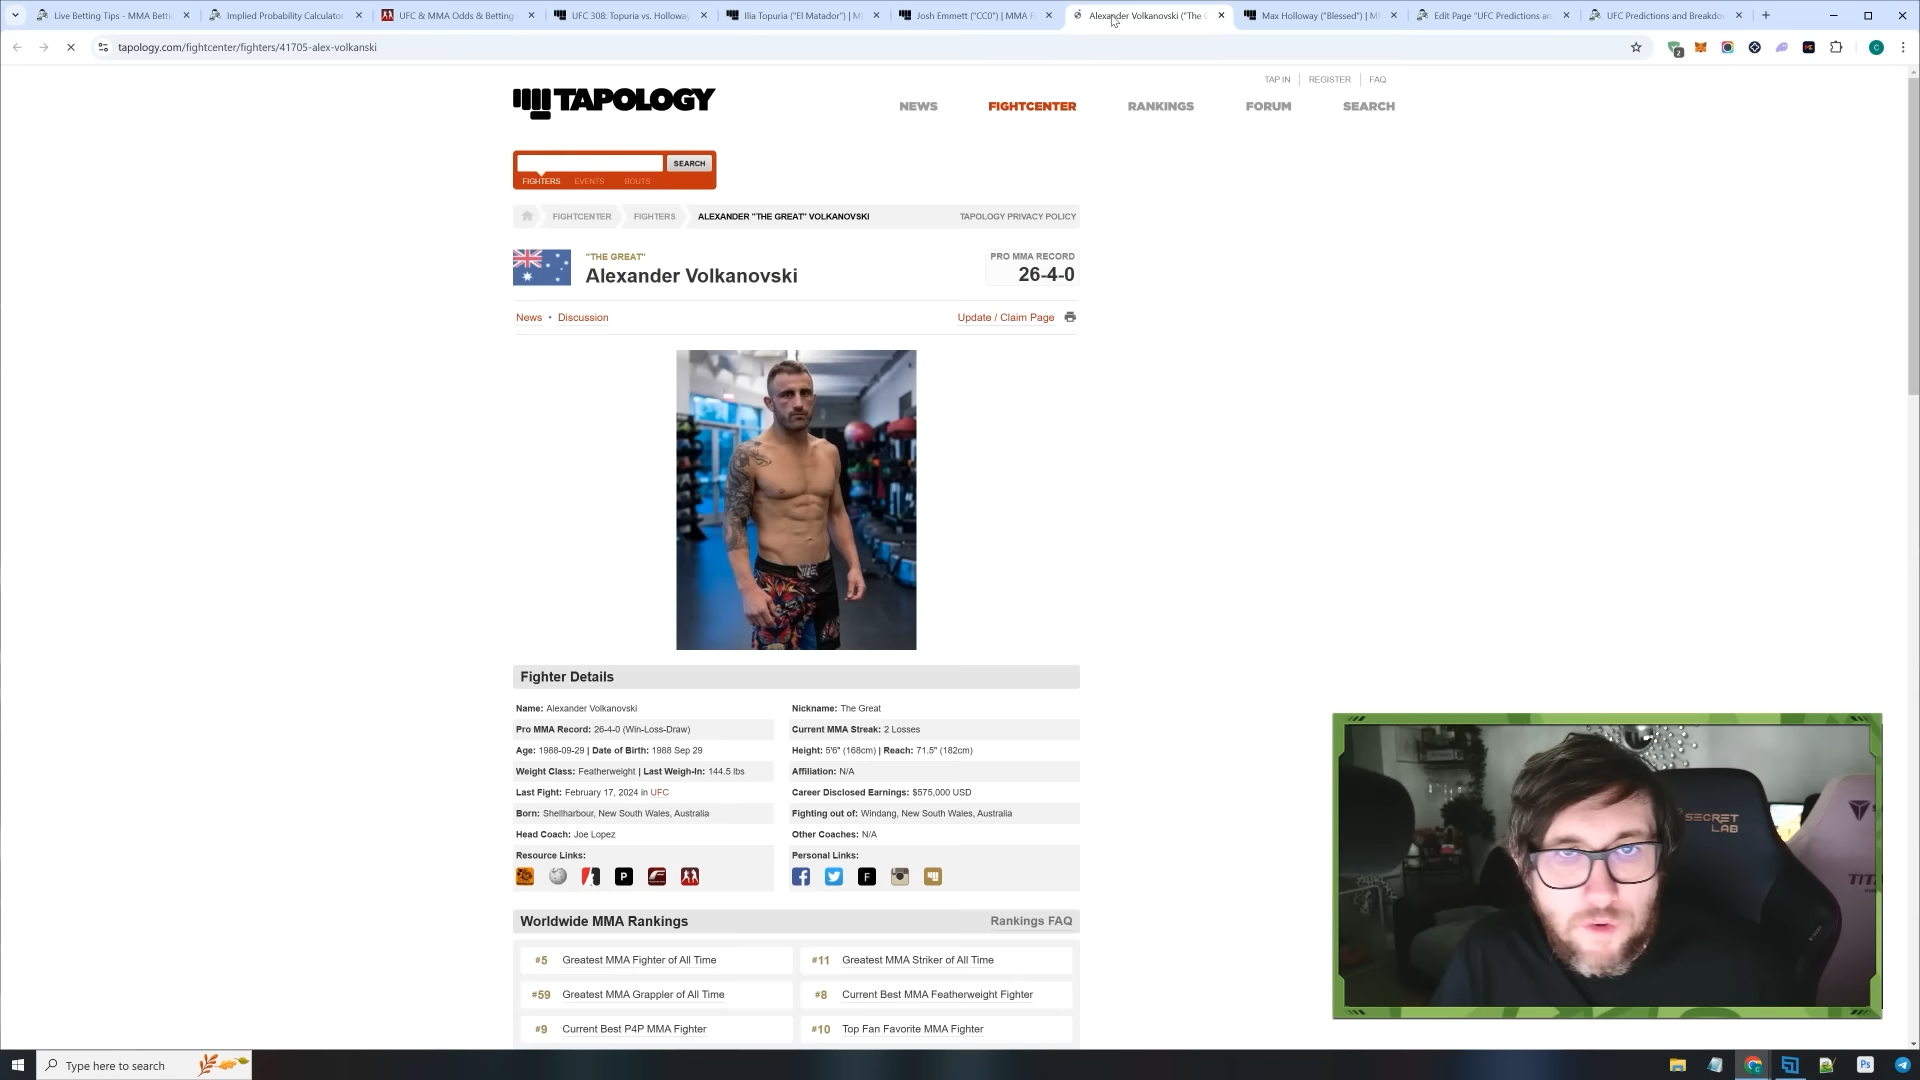 Live Betting Tips - MMA Betti
Implied Probability Calculator
UFC & MMA Odds & Betting
UFC 308: Topuria vs. Holloway
Ilia Topuria ("El Matador") | M
Josh Emmett ("CC0") | MMA F
Alexander Volkanovski ("The G
Max Holloway ("Blessed") | M
Edit Page "UFC Predictions an
UFC Predictions and Breakdo
tapology.com/fightcenter/fighters/41705-alex-volkanski
TAP IN
REGISTER
FAQ
TAPOLOGY
NEWS
FIGHTCENTER
RANKINGS
FORUM
SEARCH
SEARCH
FIGHTERS
EVENTS
BOUTS
FIGHTCENTER
FIGHTERS
ALEXANDER "THE GREAT" VOLKANOVSKI
TAPOLOGY PRIVACY POLICY
"THE GREAT"
Alexander Volkanovski
PRO MMA RECORD
26-4-0
News • Discussion
Update / Claim Page
Fighter Details
Name: Alexander Volkanovski
Nickname: The Great
Pro MMA Record: 26-4-0 (Win-Loss-Draw)
Current MMA Streak: 2 Losses
Age: 1988-09-29 | Date of Birth: 1988 Sep 29
Height: 5'6" (168cm) | Reach: 71.5" (182cm)
Weight Class: Featherweight | Last Weigh-In: 144.5 lbs
Affiliation: N/A
Last Fight: February 17, 2024 in UFC
Career Disclosed Earnings: $575,000 USD
Born: Shellharbour, New South Wales, Australia
Fighting out of: Windang, New South Wales, Australia
Head Coach: Joe Lopez
Other Coaches: N/A
Resource Links:
Personal Links:
Worldwide MMA Rankings
Rankings FAQ
#5 Greatest MMA Fighter of All Time
#11 Greatest MMA Striker of All Time
#59 Greatest MMA Grappler of All Time
#8 Current Best MMA Featherweight Fighter
#9 Current Best P4P MMA Fighter
#10 Top Fan Favorite MMA Fighter
SECRET
LAB
TITA
Type here to search